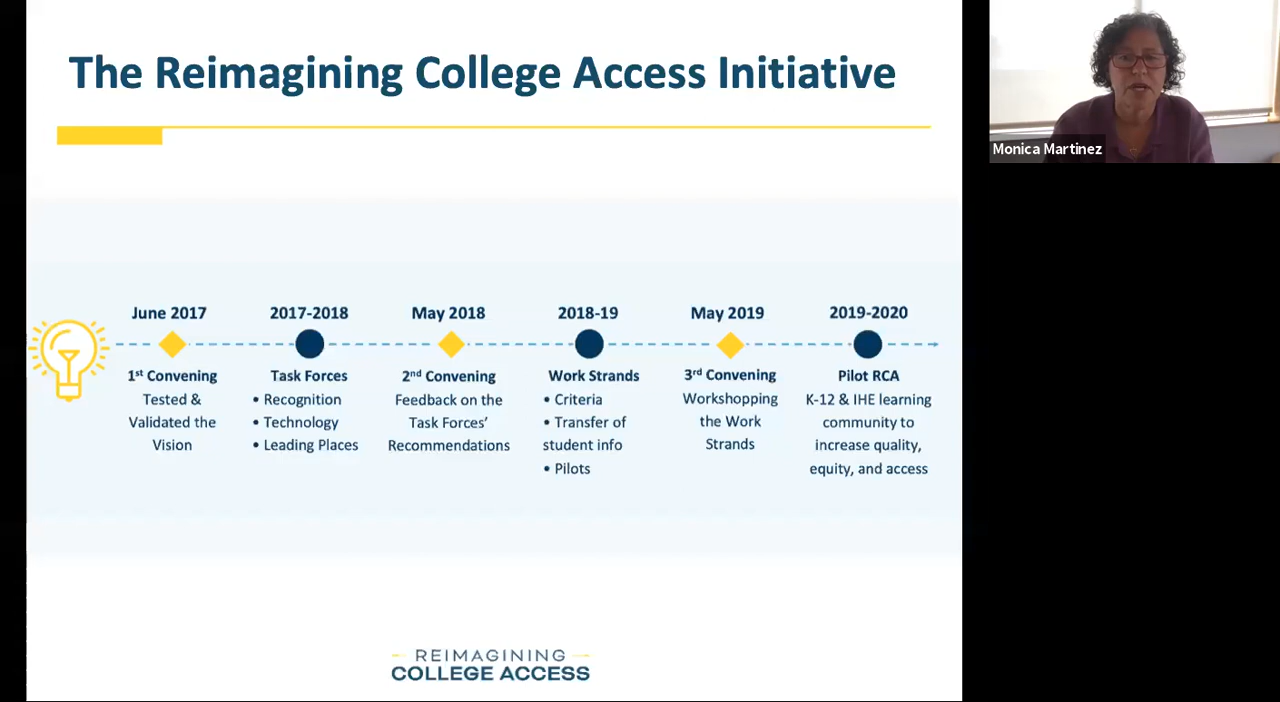 The Reimagining College Access Initiative
Monica Martinez
June 2017
1st Convening
Tested &
Validated the
Vision
2017-2018
Task Forces
• Recognition
• Technology
• Leading Places
May 2018
2nd Convening
Feedback on the
Task Forces’
Recommendations
2018-19
Work Strands
• Criteria
• Transfer of
student info
• Pilots
May 2019
3rd Convening
Workshopping
the Work
Strands
2019-2020
Pilot RCA
K-12 & IHE learning
community to
increase quality,
equity, and access
REIMAGINING
COLLEGE ACCESS